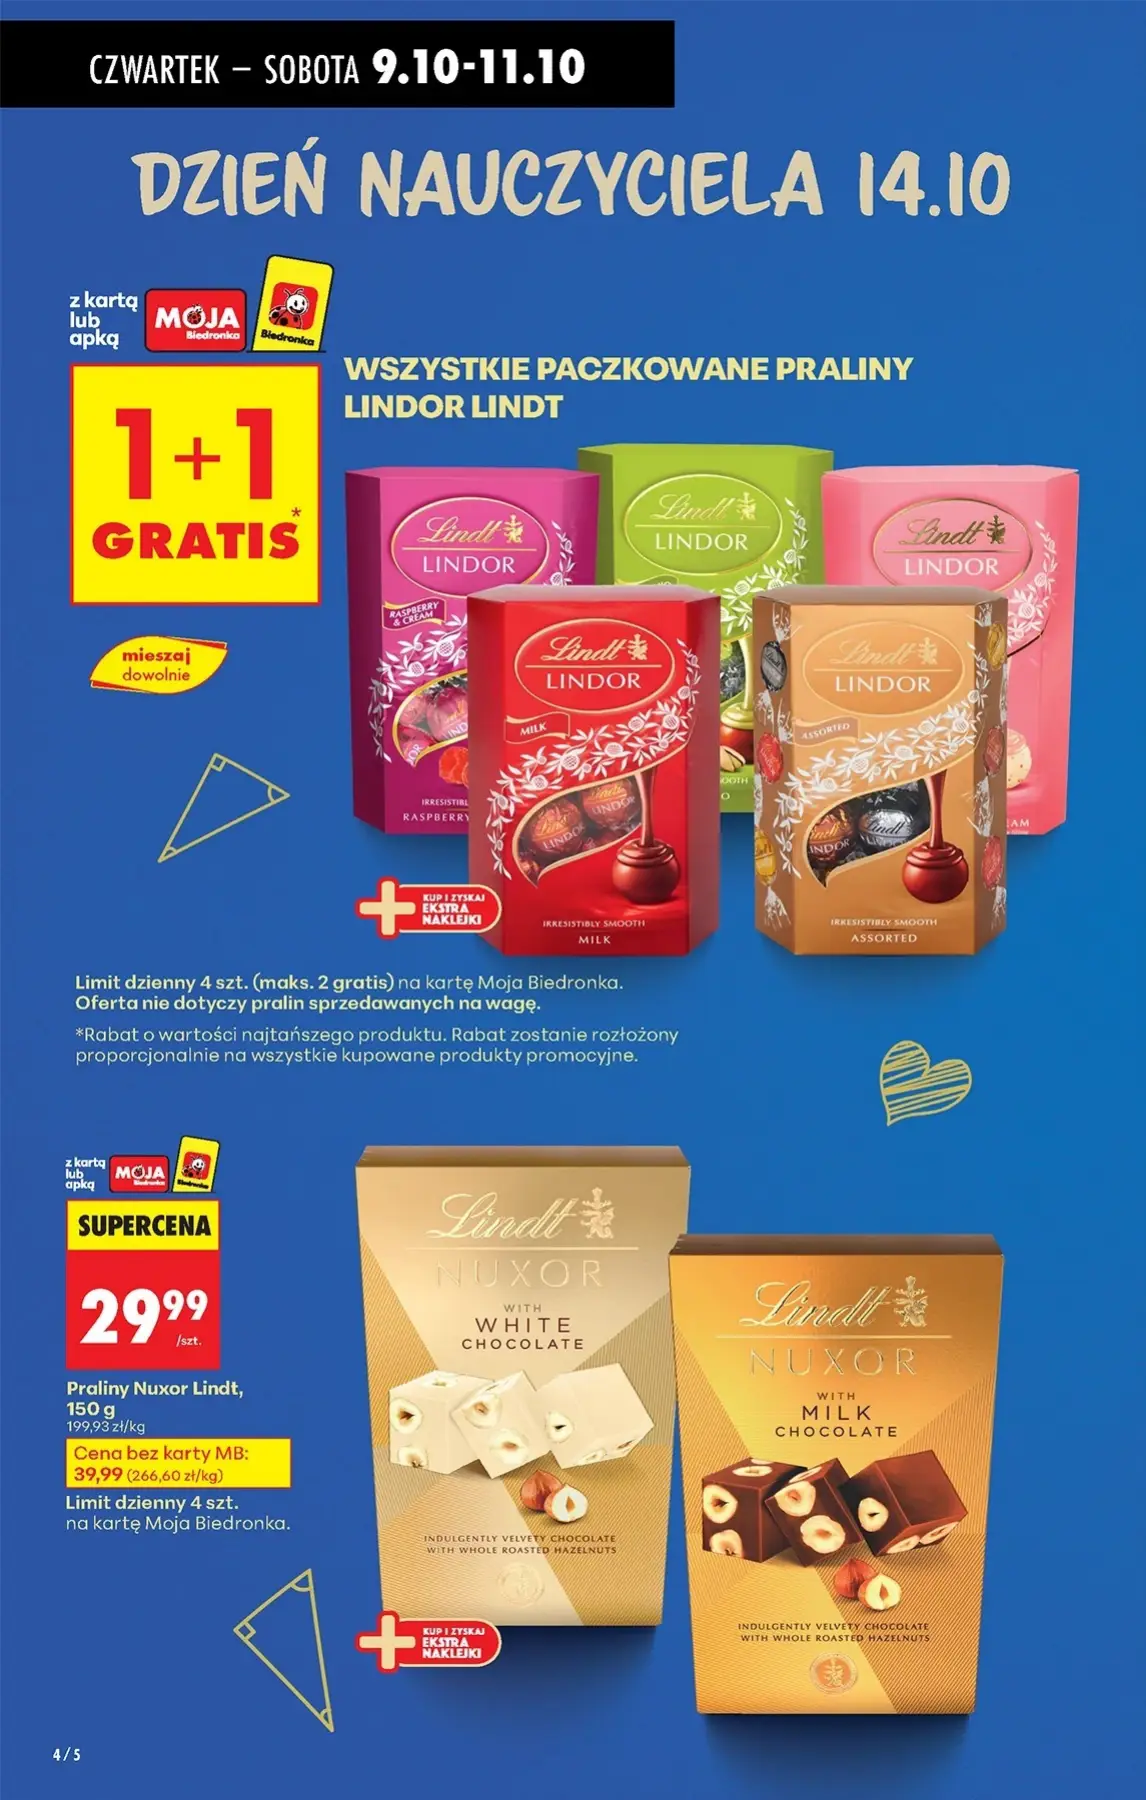 CZWARTEK – SOBOTA 9.10-11.10
DZIEŃ NAUCZYCIELA 14.10
z kartą
lub
apką
MOJA
Biedronka
Biedronka
1+1
GRATIS*
mieszaj
dowolnie
WSZYSTKIE PACZKOWANE PRALINY
LINDOR LINDT
Lindt
LINDOR
RASPBERRY
& CREAM
Lindt
LINDOR
Lindt
LINDOR
Lindt
LINDOR
MILK
IRRESISTIBLY SMOOTH
MILK
Lindt
LINDOR
ASSORTED
IRRESISTIBLY SMOOTH
ASSORTED
KUP I ZYSKAJ
EKSTRA
NAKLEJKI
Limit dzienny 4 szt. (maks. 2 gratis) na kartę Moja Biedronka.
Oferta nie dotyczy pralin sprzedawanych na wagę.
*Rabat o wartości najtańszego produktu. Rabat zostanie rozłożony
proporcjonalnie na wszystkie kupowane produkty promocyjne.
z kartą
lub
apką
MOJA
Biedronka
Biedronka
SUPERCENA
29 99
/szt.
Praliny Nuxor Lindt,
150 g
199,93 zł/kg
Cena bez karty MB:
39,99 (266,60 zł/kg)
Limit dzienny 4 szt.
na kartę Moja Biedronka.
Lindt
NUXOR
WITH
WHITE
CHOCOLATE
INDULGENTLY VELVETY CHOCOLATE
WITH WHOLE ROASTED HAZELNUTS
Lindt
NUXOR
WITH
MILK
CHOCOLATE
INDULGENTLY VELVETY CHOCOLATE
WITH WHOLE ROASTED HAZELNUTS
KUP I ZYSKAJ
EKSTRA
NAKLEJKI
4/5